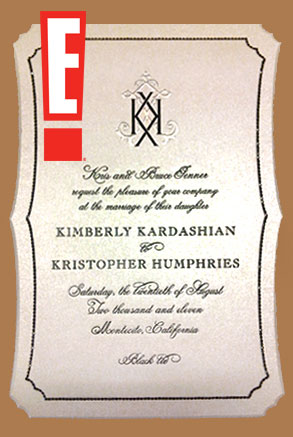 E!
KK
Kris and Bruce Jenner
request the pleasure of your company
at the marriage of their daughter
KIMBERLY KARDASHIAN
&
KRISTOPHER HUMPHRIES
Saturday, the twentieth of August
Two thousand and eleven
Montecito, California
Black tie